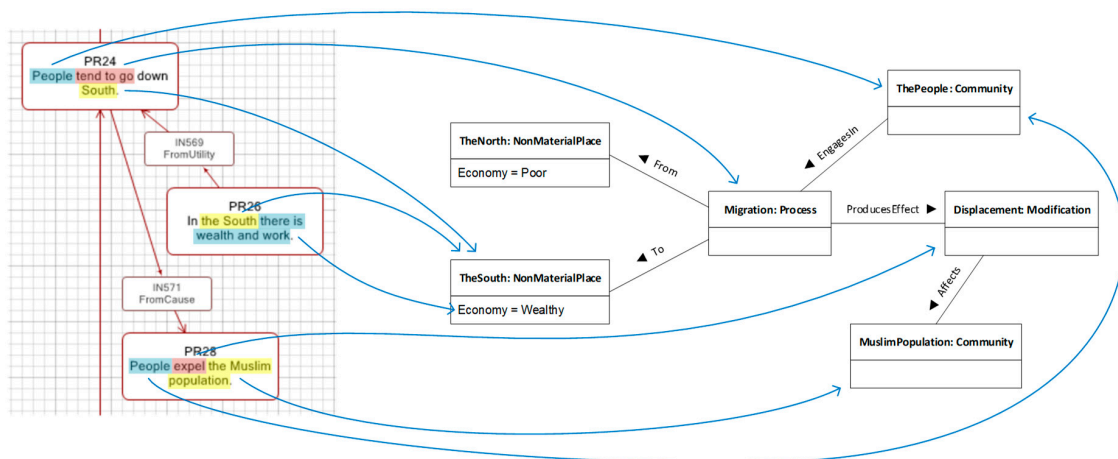 PR24
People tend to go down
South.
IN569
FromUtility
PR26
In the South there is
wealth and work.
IN571
FromCause
PR28
People expel the Muslim
population.
TheNorth: NonMaterialPlace
Economy = Poor
TheSouth: NonMaterialPlace
Economy = Wealthy
From
To
Migration: Process
EngagesIn
ThePeople: Community
ProducesEffect
Displacement: Modification
Affects
MuslimPopulation: Community